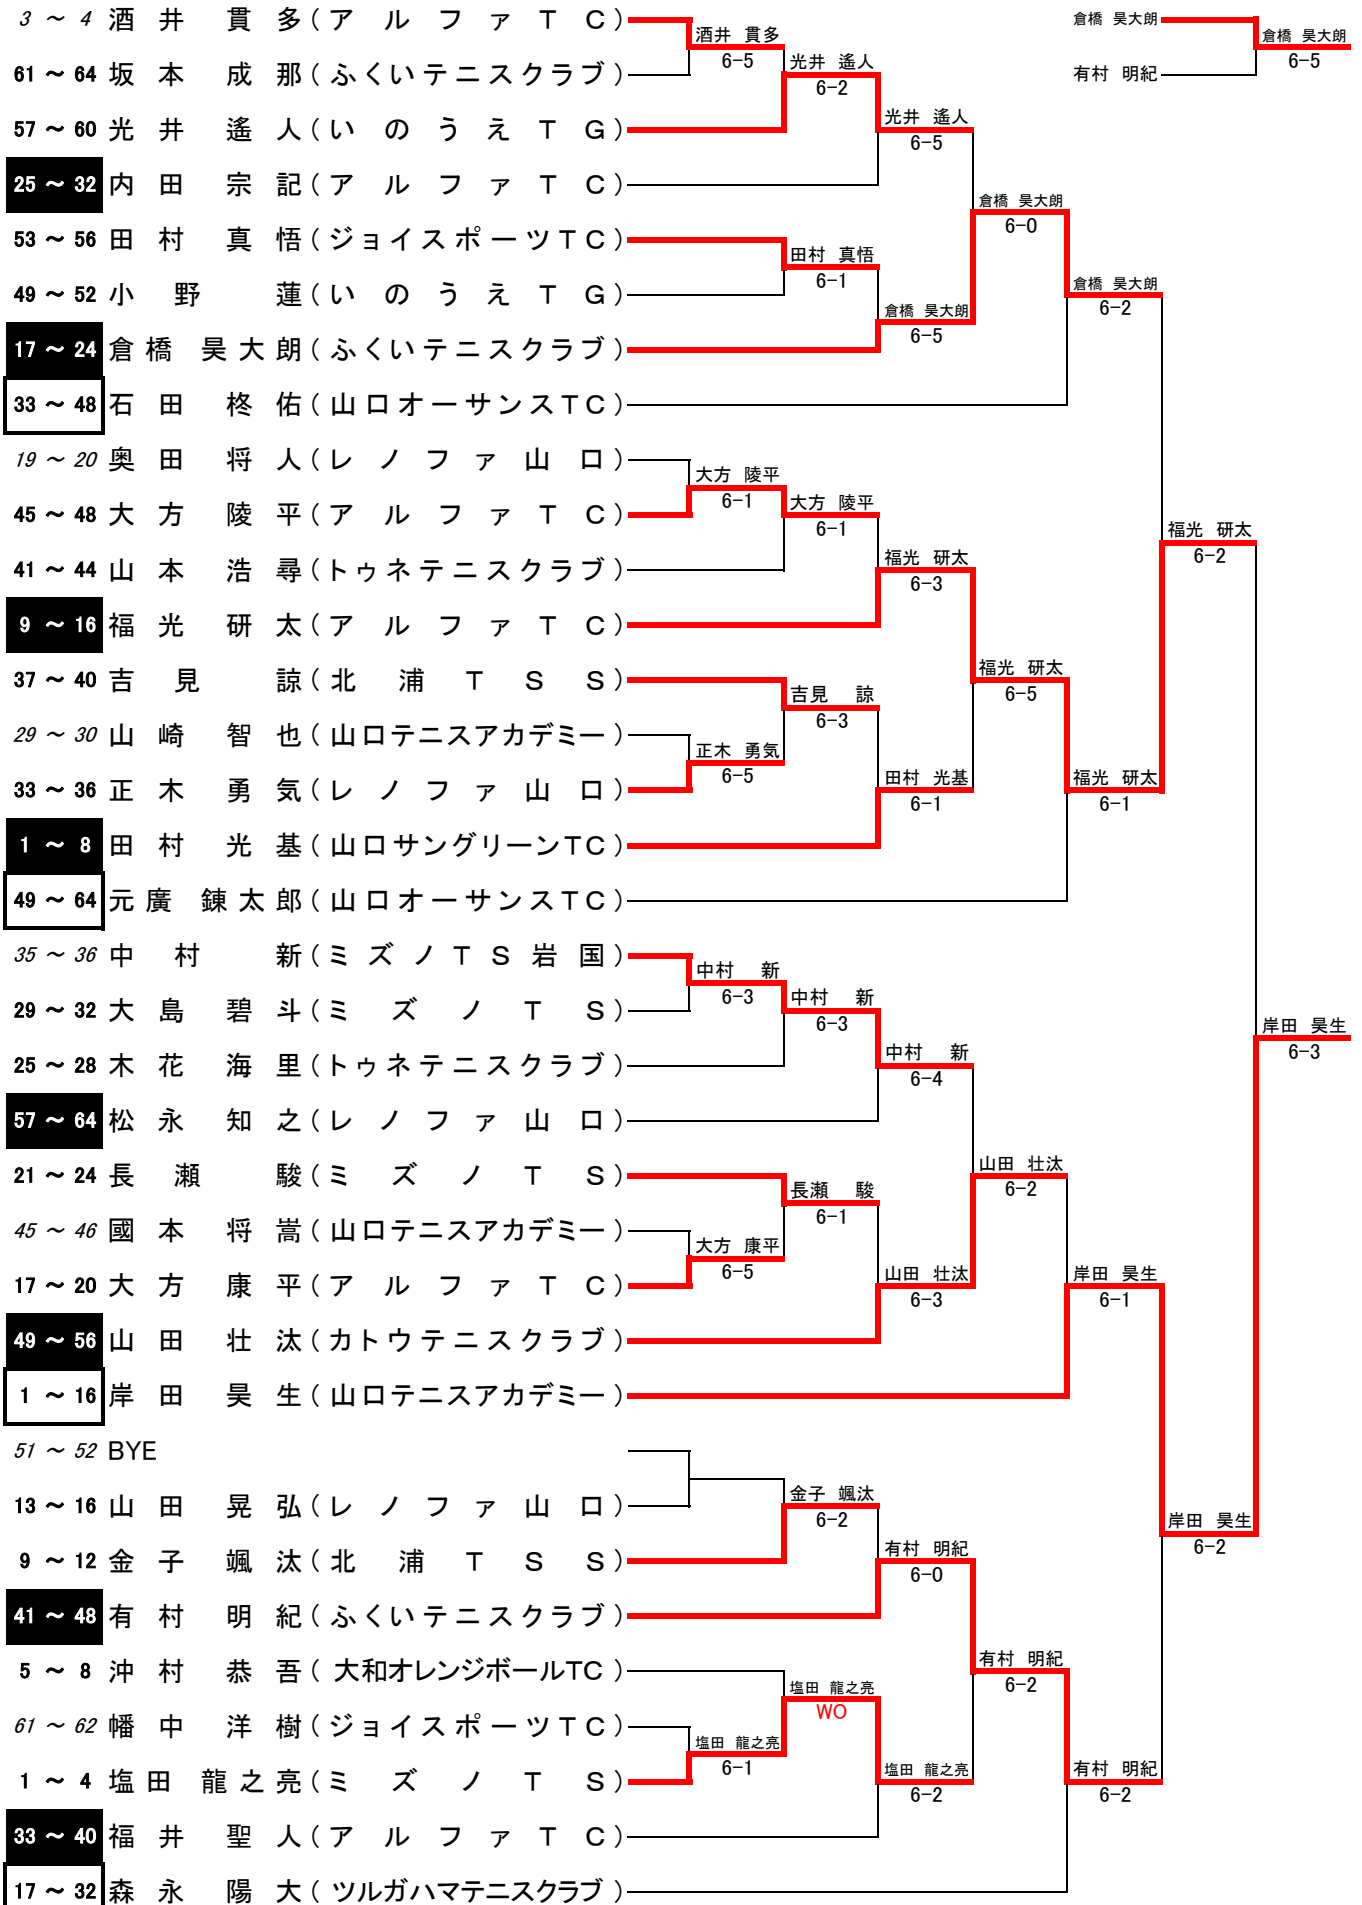 3 ～ 4 酒井 貫多(アルファTC)
61 ～ 64 坂本 成那(ふくいテニスクラブ)
57 ～ 60 光井 遙人(いのうえTG)
25 ～ 32 内田 宗記(アルファTC)
53 ～ 56 田村 真悟(ジョイスポーツTC)
49 ～ 52 小野 蓮(いのうえTG)
17 ～ 24 倉橋 昊大朗(ふくいテニスクラブ)
33 ～ 48 石田 柊佑(山口オーサンスTC)
19 ～ 20 奥田 将人(レノファ山口)
45 ～ 48 大方 陵平(アルファTC)
41 ～ 44 山本 浩尋(トゥネテニスクラブ)
9 ～ 16 福光 研太(アルファTC)
37 ～ 40 吉見 諒(北浦TSS)
29 ～ 30 山崎 智也(山口テニスアカデミー)
33 ～ 36 正木 勇気(レノファ山口)
1 ～ 8 田村 光基(山口サングリーンTC)
49 ～ 64 元廣 錬太郎(山口オーサンスTC)
35 ～ 36 中村 新(ミズノTS岩国)
29 ～ 32 大島 碧斗(ミズノTS)
25 ～ 28 木花 海里(トゥネテニスクラブ)
57 ～ 64 松永 知之(レノファ山口)
21 ～ 24 長瀬 駿(ミズノTS)
45 ～ 46 國本 将嵩(山口テニスアカデミー)
17 ～ 20 大方 康平(アルファTC)
49 ～ 56 山田 壮汰(カトウテニスクラブ)
1 ～ 16 岸田 昊生(山口テニスアカデミー)
51 ～ 52 BYE
13 ～ 16 山田 晃弘(レノファ山口)
9 ～ 12 金子 颯汰(北浦TSS)
41 ～ 48 有村 明紀(ふくいテニスクラブ)
5 ～ 8 沖村 恭吾(大和オレンジボールTC)
61 ～ 62 幡中 洋樹(ジョイスポーツTC)
1 ～ 4 塩田 龍之亮(ミズノTS)
33 ～ 40 福井 聖人(アルファTC)
17 ～ 32 森永 陽大(ツルガハマテニスクラブ)
酒井 貫多
6-5
大方 陵平
6-1
正木 勇気
6-5
中村 新
6-3
大方 康平
6-5
塩田 龍之亮
6-1
光井 遙人
6-2
田村 真悟
6-1
大方 陵平
6-1
吉見 諒
6-3
中村 新
6-3
長瀬 駿
6-1
金子 颯汰
6-2
塩田 龍之亮
WO
光井 遙人
6-5
倉橋 昊大朗
6-5
福光 研太
6-3
田村 光基
6-1
中村 新
6-4
山田 壮汰
6-3
有村 明紀
6-0
塩田 龍之亮
6-2
倉橋 昊大朗
6-0
福光 研太
6-5
山田 壮汰
6-2
有村 明紀
6-2
倉橋 昊大朗
6-2
福光 研太
6-1
岸田 昊生
6-1
有村 明紀
6-2
福光 研太
6-2
岸田 昊生
6-2
岸田 昊生
6-3
倉橋 昊大朗
有村 明紀
倉橋 昊大朗
6-5